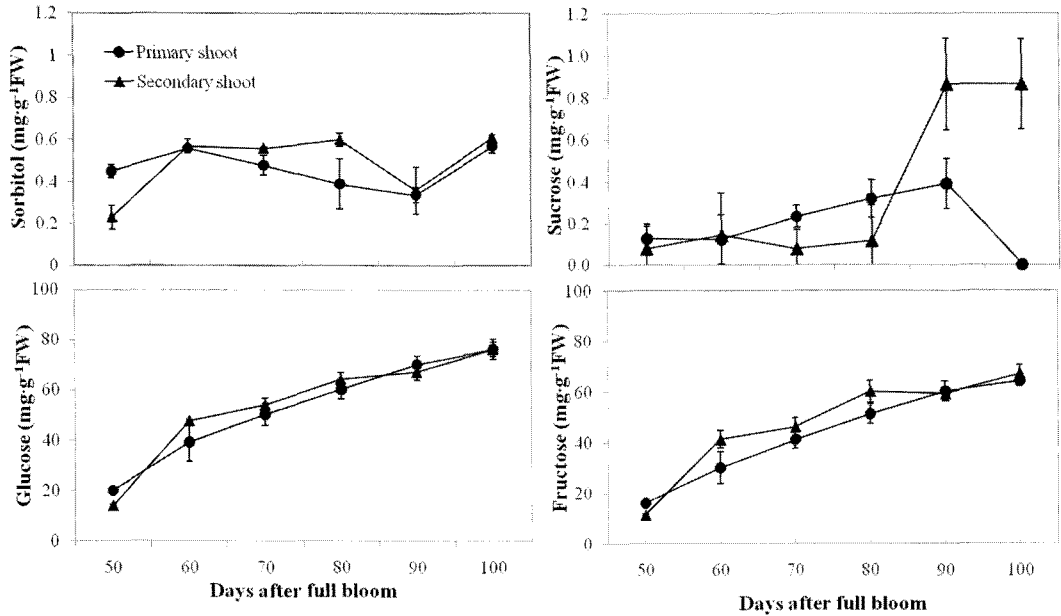 1.2
1
0.8
0.6
0.4
0.2
0
Sorbitol (mg·g⁻¹FW)
Primary shoot
Secondary shoot
1.2
1.0
0.8
0.6
0.4
0.2
0.0
Sucrose (mg·g⁻¹FW)
100
80
60
40
20
0
Glucose (mg·g⁻¹FW)
50 60 70 80 90 100
Days after full bloom
100
80
60
40
20
0
Fructose (mg·g⁻¹FW)
50 60 70 80 90 100
Days after full bloom